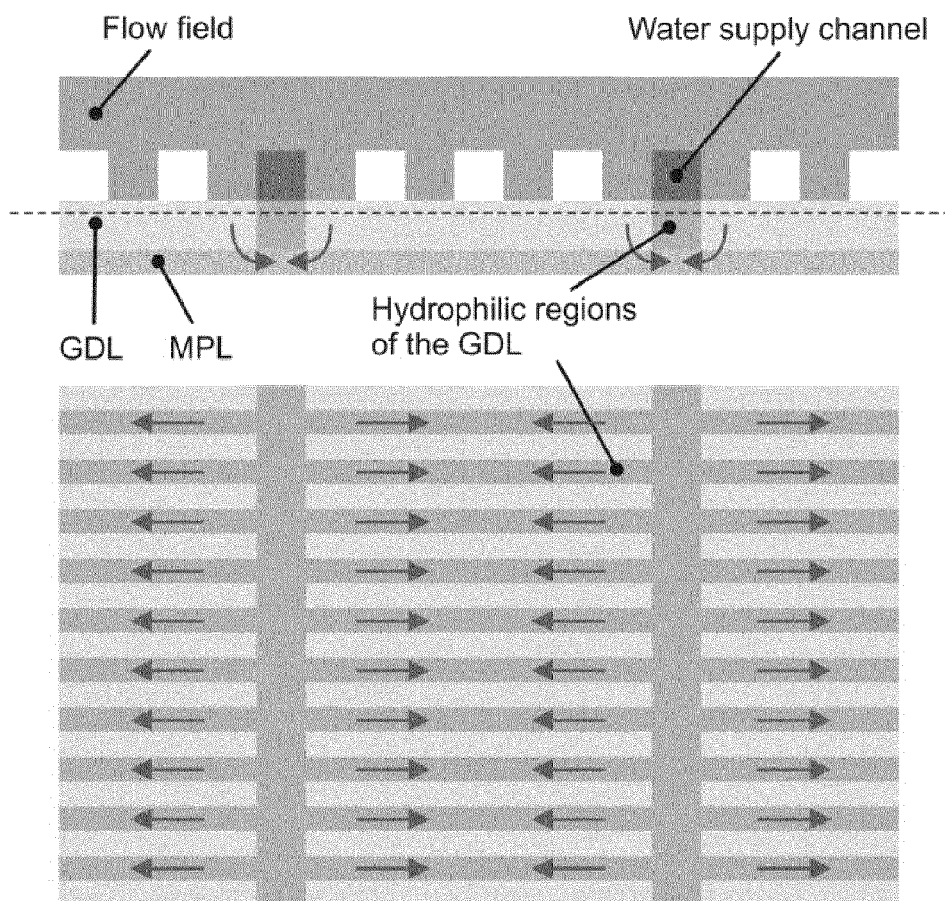 Flow field
Water supply channel
GDL
MPL
Hydrophilic regions
of the GDL